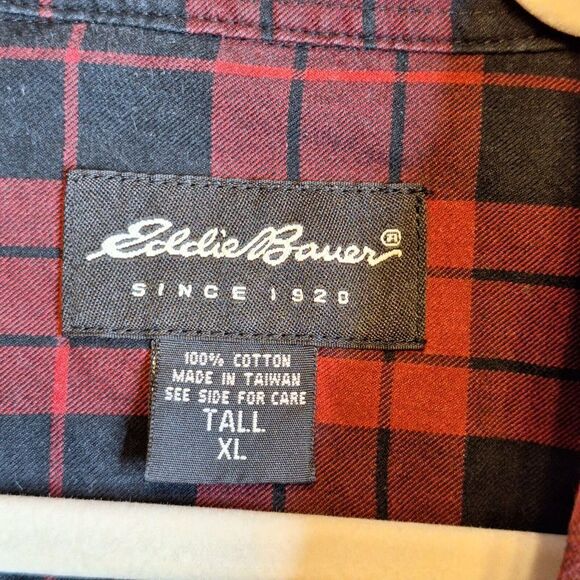 Eddie Bauer®
SINCE 1920
100% COTTON
MADE IN TAIWAN
SEE SIDE FOR CARE
TALL
XL